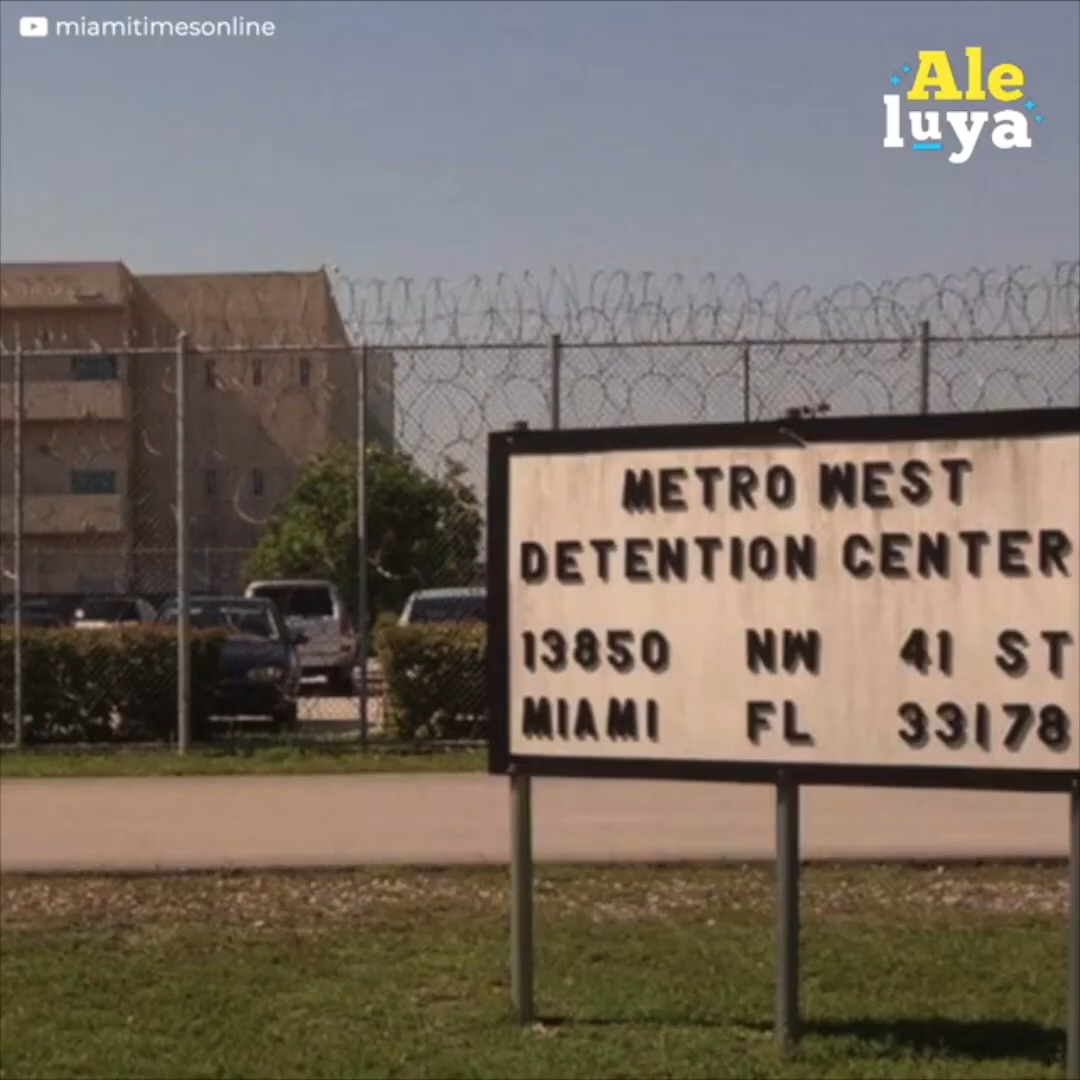 miamitimesonline
Ale
luya
METRO WEST
DETENTION CENTER
13850 NW 41 ST
MIAMI FL 33178